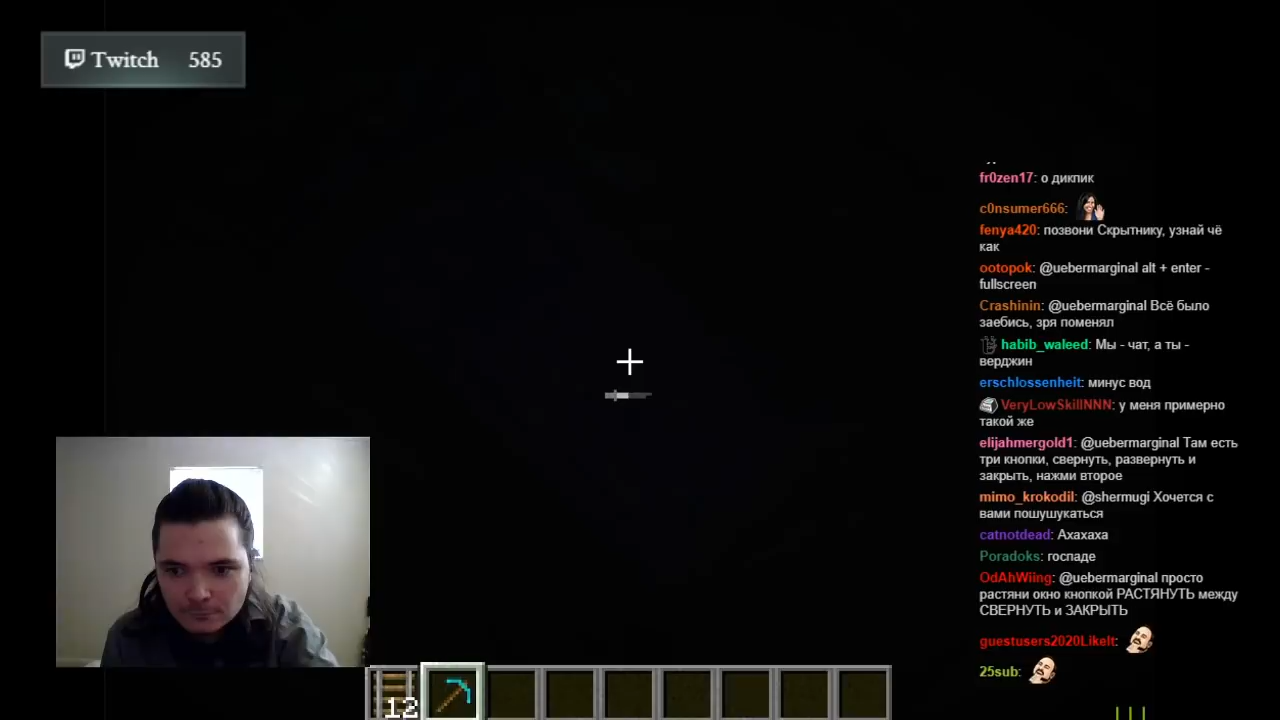 Twitch 585
fr0zen17: о дикпик
c0nsumer666:
fenya420: позвони Скрытнику, узнай чё
как
ootopok: @uebermarginal alt + enter -
fullscreen
Crashinin: @uebermarginal Всё было
заебись, зря поменял
habib_waleed: Мы - чат, а ты -
верджин
erschlossenheit: минус вод
VeryLowSkillNNN: у меня примерно
такой же
elijahmergold1: @uebermarginal Там есть
три кнопки, свернуть, развернуть и
закрыть, нажми второе
mimo_krokodil: @shermugi Хочется с
вами пошушукаться
catnotdead: Ахахаха
Poradoks: господе
OdAhWiing: @uebermarginal просто
растяни окно кнопкой РАСТЯНУТЬ между
СВЕРНУТЬ и ЗАКРЫТЬ
guestusers2020LikeIt:
25sub:
12